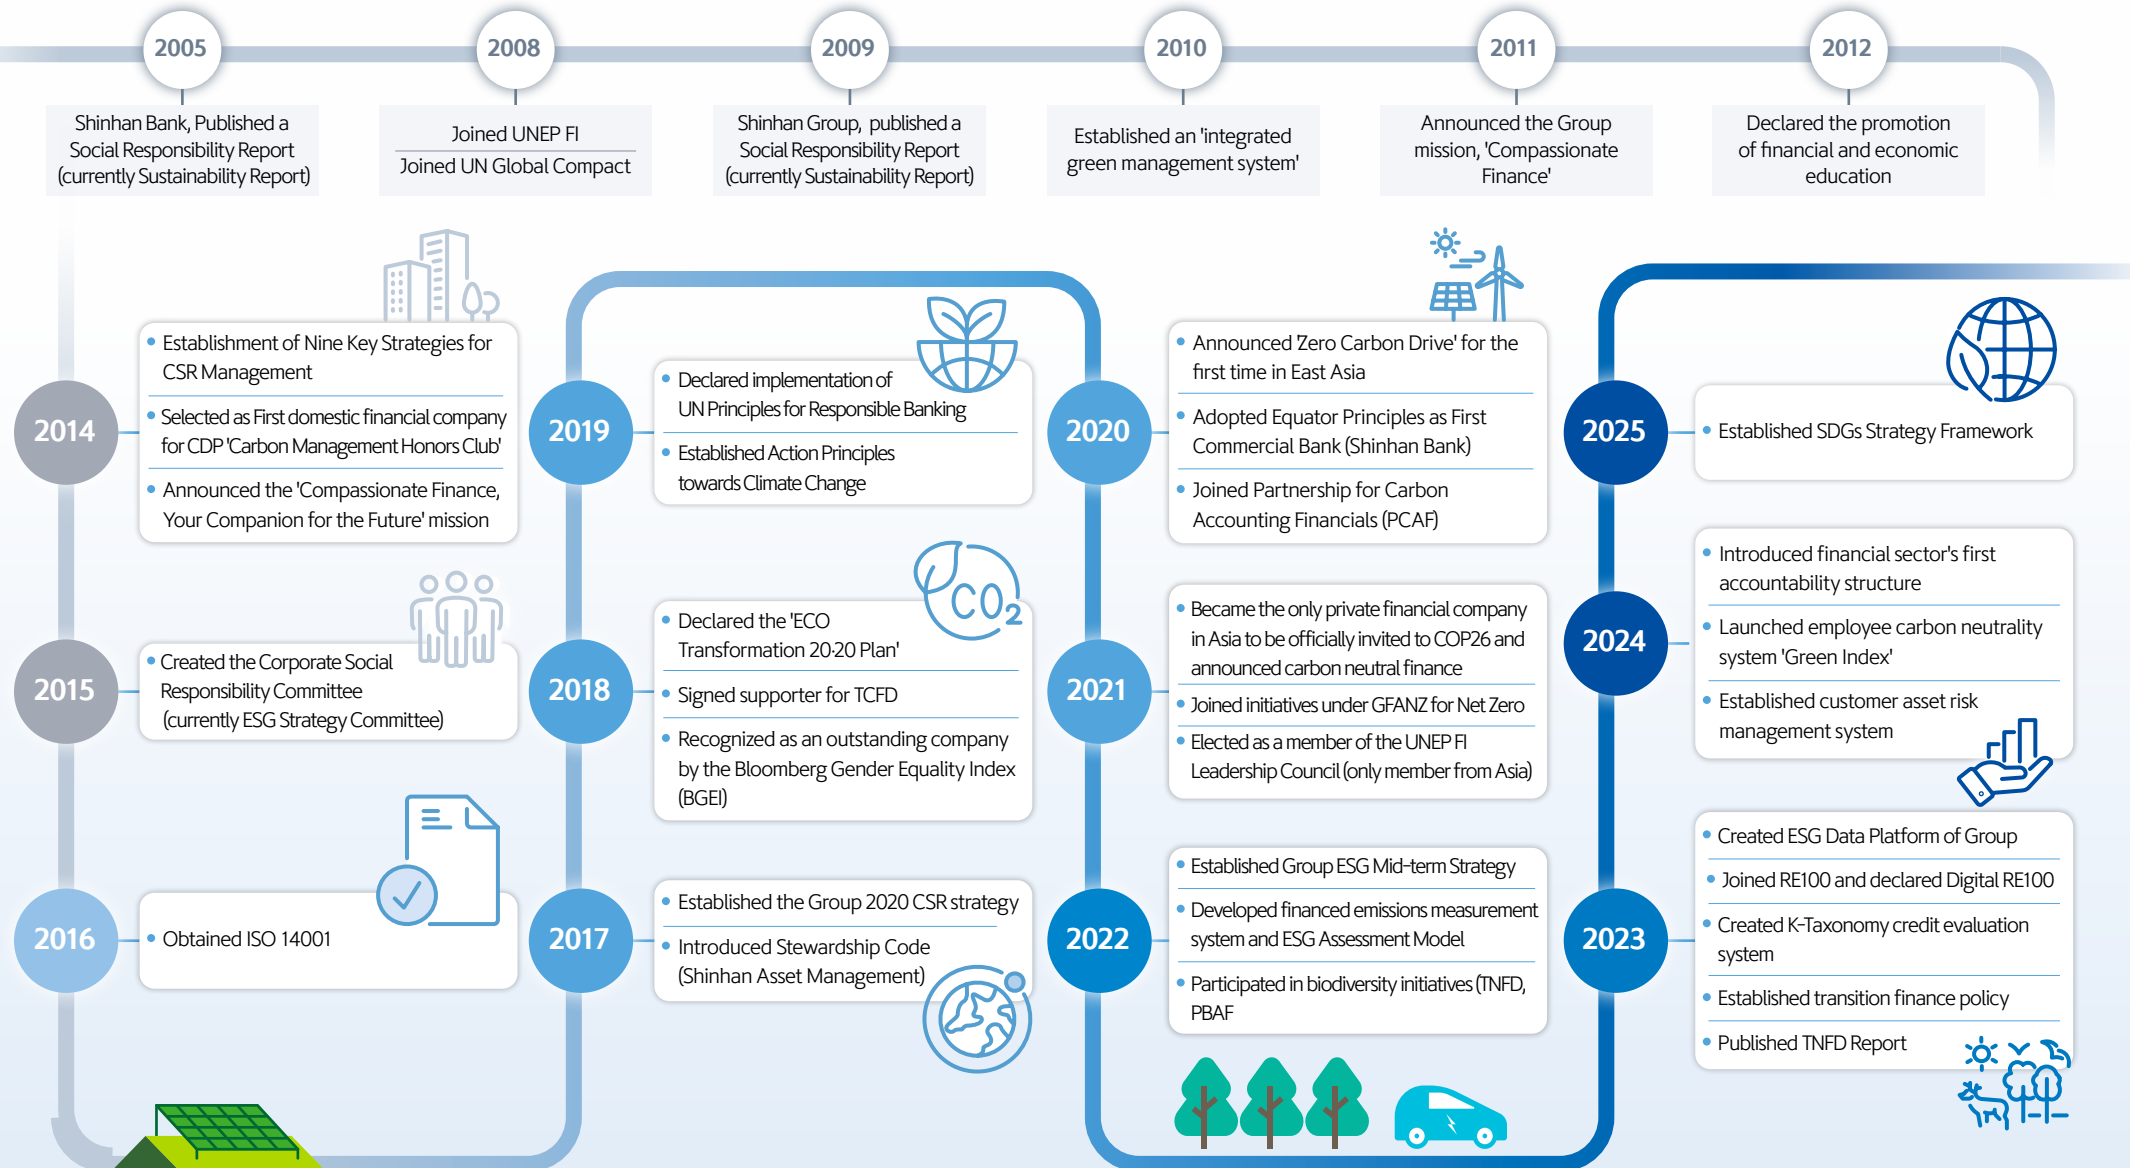 2005
Shinhan Bank, Published a
Social Responsibility Report
(currently Sustainability Report)
2008
Joined UNEP FI
Joined UN Global Compact
2009
Shinhan Group, published a
Social Responsibility Report
(currently Sustainability Report)
2010
Established an 'integrated
green management system'
2011
Announced the Group
mission, 'Compassionate
Finance'
2012
Declared the promotion
of financial and economic
education
2014
• Establishment of Nine Key Strategies for
CSR Management
• Selected as First domestic financial company
for CDP 'Carbon Management Honors Club'
• Announced the 'Compassionate Finance,
Your Companion for the Future' mission
2015
• Created the Corporate Social
Responsibility Committee
(currently ESG Strategy Committee)
2016
• Obtained ISO 14001
2017
• Established the Group 2020 CSR strategy
• Introduced Stewardship Code
(Shinhan Asset Management)
2018
• Declared the 'ECO
Transformation 20·20 Plan'
• Signed supporter for TCFD
• Recognized as an outstanding company
by the Bloomberg Gender Equality Index
(BGEI)
CO2
2019
• Declared implementation of
UN Principles for Responsible Banking
• Established Action Principles
towards Climate Change
2020
• Announced 'Zero Carbon Drive' for the
first time in East Asia
• Adopted Equator Principles as First
Commercial Bank (Shinhan Bank)
• Joined Partnership for Carbon
Accounting Financials (PCAF)
2021
• Became the only private financial company
in Asia to be officially invited to COP26 and
announced carbon neutral finance
• Joined initiatives under GFANZ for Net Zero
• Elected as a member of the UNEP FI
Leadership Council (only member from Asia)
2022
• Established Group ESG Mid-term Strategy
• Developed financed emissions measurement
system and ESG Assessment Model
• Participated in biodiversity initiatives (TNFD,
PBAF
2023
• Created ESG Data Platform of Group
• Joined RE100 and declared Digital RE100
• Created K-Taxonomy credit evaluation
system
• Established transition finance policy
• Published TNFD Report
2024
• Introduced financial sector's first
accountability structure
• Launched employee carbon neutrality
system 'Green Index'
• Established customer asset risk
management system
2025
• Established SDGs Strategy Framework